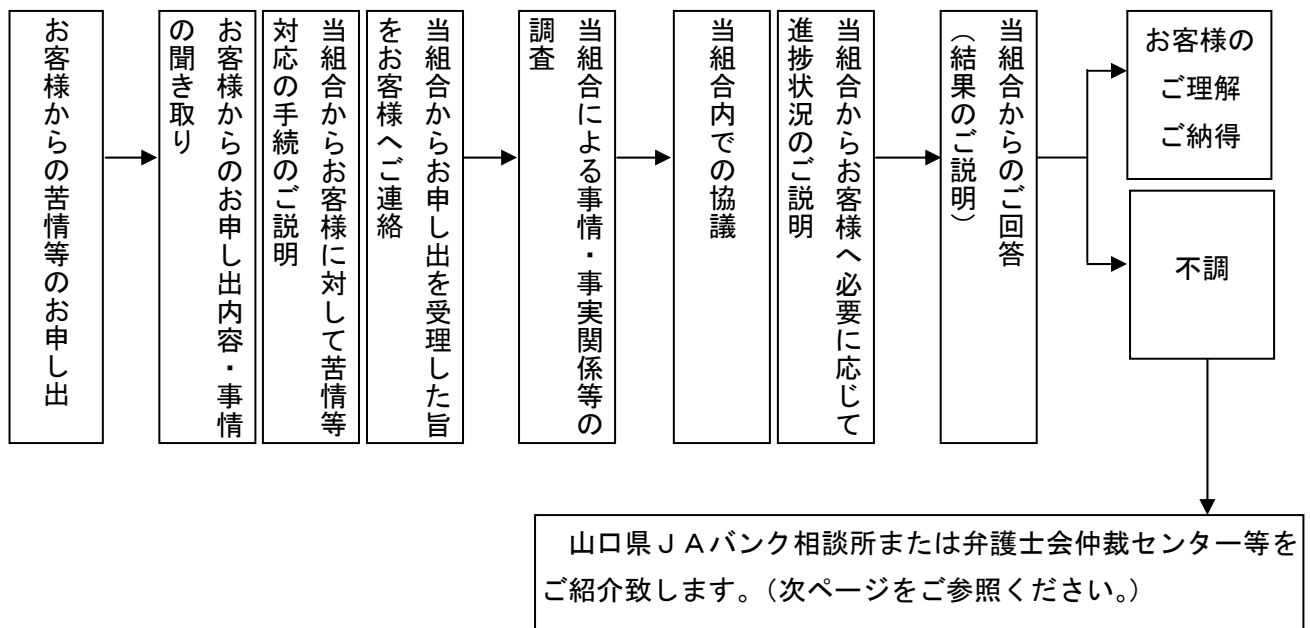 お客様からの苦情等のお申し出
お客様からのお申し出内容・事情
の聞き取り
当組合からお客様に対して苦情等
対応の手続のご説明
当組合からお申し出を受理した旨
をお客様へご連絡
当組合による事情・事実関係等の
調査
当組合内での協議
当組合からお客様へ必要に応じて
進捗状況のご説明
当組合からのご回答
（結果のご説明）
お客様の
ご理解
ご納得
不調
山口県ＪＡバンク相談所または弁護士会仲裁センター等を
ご紹介致します。（次ページをご参照ください。）